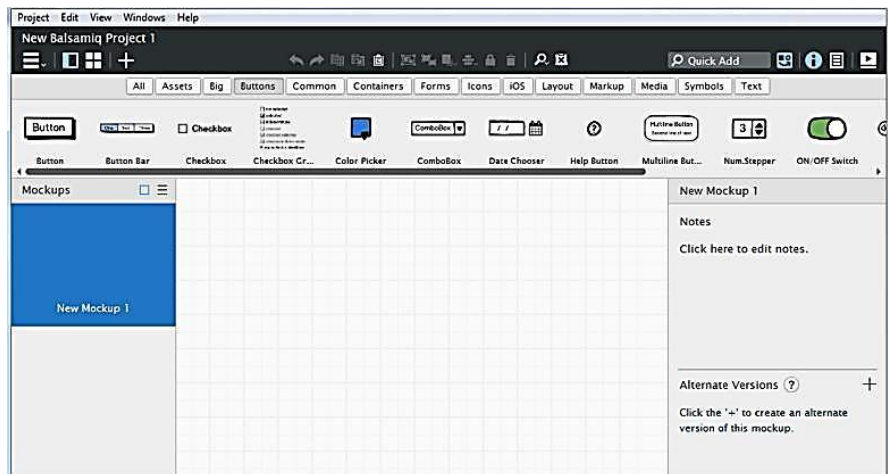 Project Edit View Windows Help
New Balsamiq Project 1
Quick Add
All Assets Big Buttons Common Containers Forms Icons iOS Layout Markup Media Symbols Text
Button Checkbox ComboBox / / Multiline Button 3
Second line of text
Button Button Bar Checkbox Checkbox Gr... Color Picker ComboBox Date Chooser Help Button Multiline But... Num.Stepper ON/OFF Switch
Mockups
New Mockup 1
New Mockup 1
Notes
Click here to edit notes.
Alternate Versions ?
Click the '+' to create an alternate
version of this mockup.